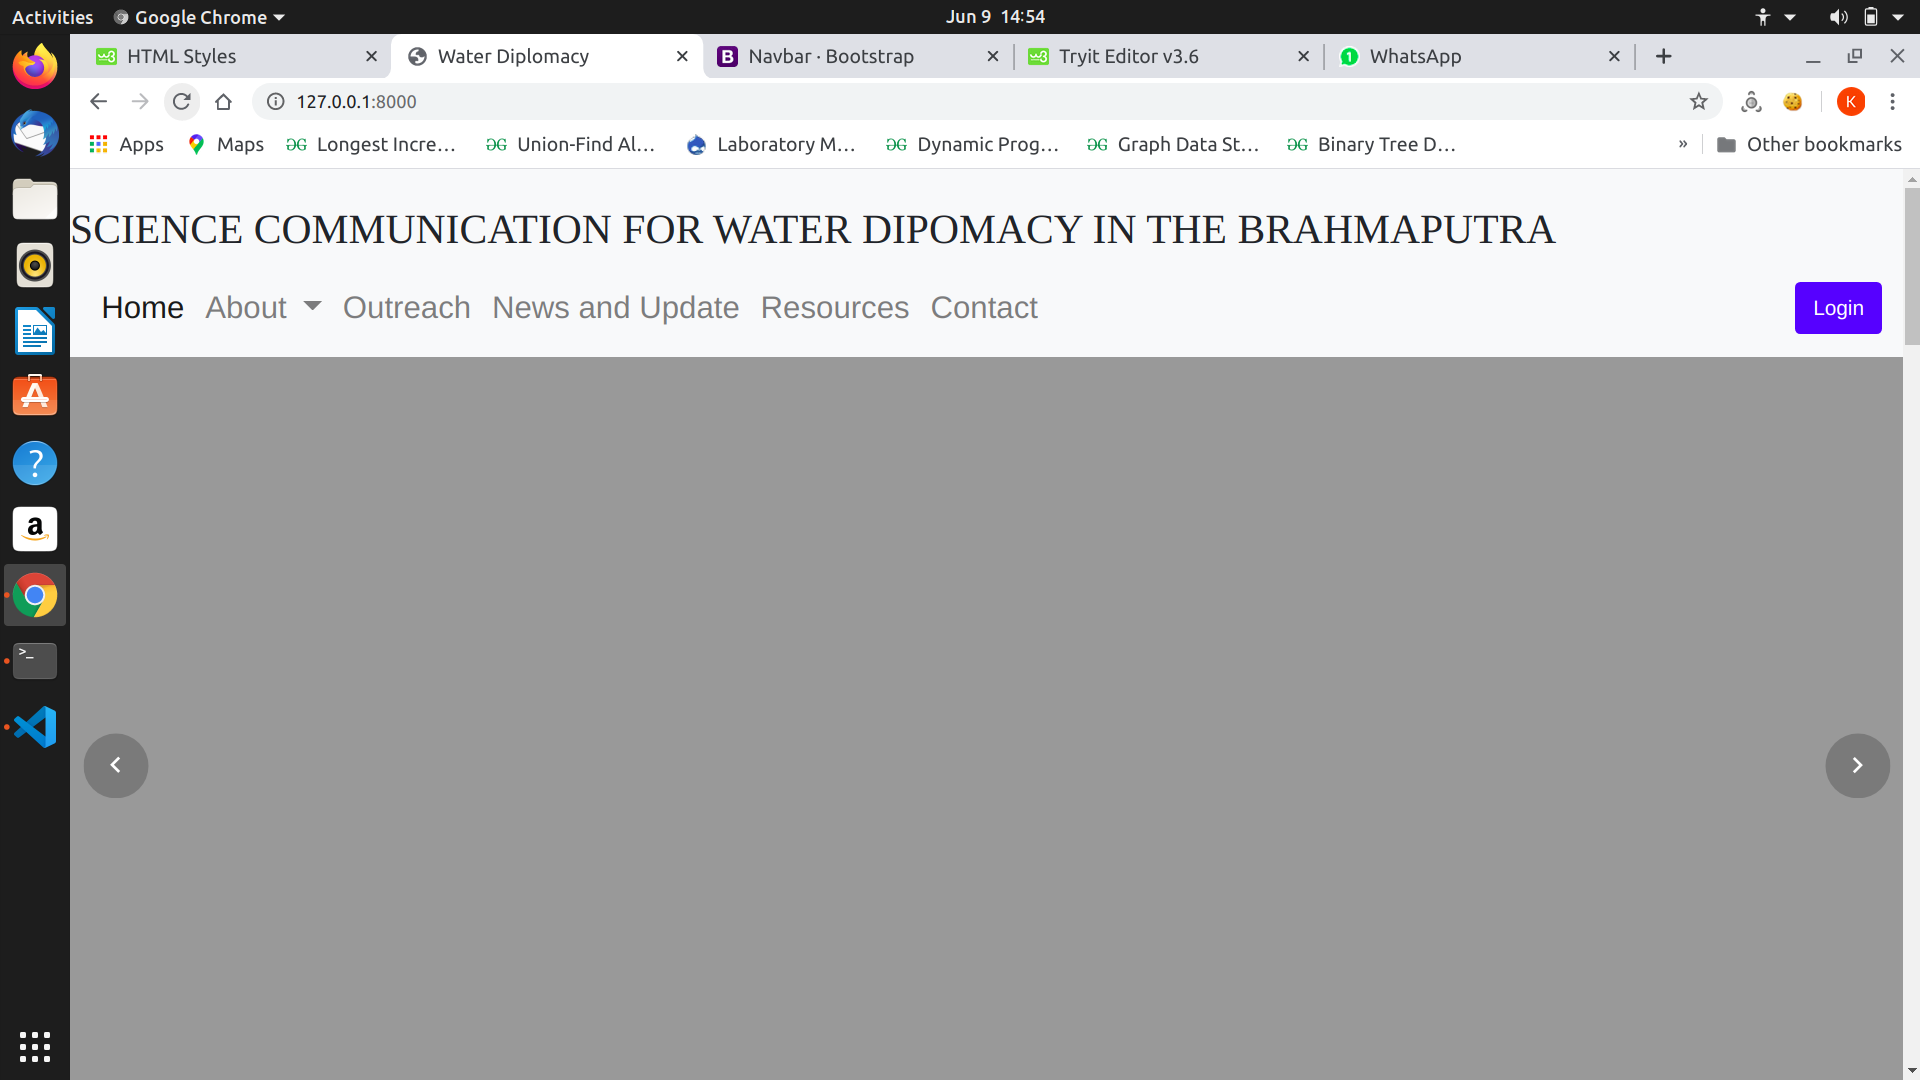 Activities Google Chrome Jun 9 14:54
HTML Styles Water Diplomacy Navbar · Bootstrap Tryit Editor v3.6 WhatsApp
127.0.0.1:8000 K
Apps Maps Longest Incre... Union-Find Al... Laboratory M... Dynamic Prog... Graph Data St... Binary Tree D... » Other bookmarks
SCIENCE COMMUNICATION FOR WATER DIPOMACY IN THE BRAHMAPUTRA
Home About Outreach News and Update Resources Contact Login